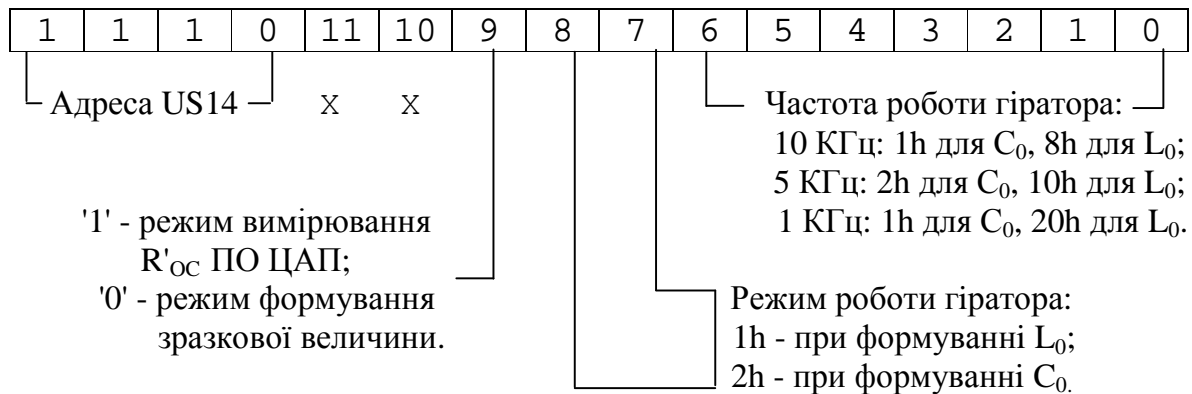 1 1 1 0 11 10 9 8 7 6 5 4 3 2 1 0
Адреса US14 X X
Частота роботи гіратора:
10 КГц: 1h для C₀, 8h для L₀;
5 КГц: 2h для C₀, 10h для L₀;
1 КГц: 1h для C₀, 20h для L₀.
'1' - режим вимірювання
R'OC ПО ЦАП;
'0' - режим формування
зразкової величини.
Режим роботи гіратора:
1h - при формуванні L₀;
2h - при формуванні C₀.